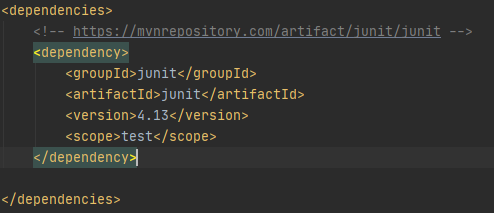 <dependencies>
<!-- https://mvnrepository.com/artifact/junit/junit -->
<dependency>
<groupId>junit</groupId>
<artifactId>junit</artifactId>
<version>4.13</version>
<scope>test</scope>
</dependency>
</dependencies>